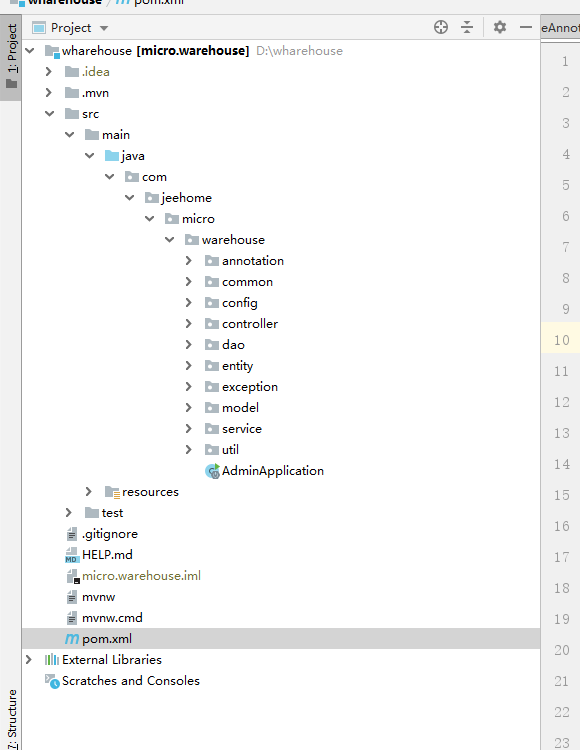 wharehouse / m pom.xml
1: Project
Project
eAnnot
wharehouse [micro.warehouse] D:\wharehouse
.idea
.mvn
src
main
java
com
jeehome
micro
warehouse
annotation
common
config
controller
dao
entity
exception
model
service
util
AdminApplication
resources
test
.gitignore
MD HELP.md
micro.warehouse.iml
mvnw
mvnw.cmd
m pom.xml
External Libraries
Scratches and Consoles
Z: Structure
1
2
3
4
5
6
7
8
9
10
11
12
13
14
15
16
17
18
19
20
21
22
23